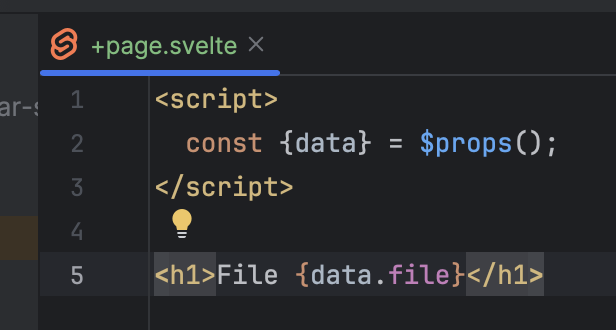 +page.svelte
1 <script>
2 const {data} = $props();
3 </script>
4
5 <h1>File {data.file}</h1>